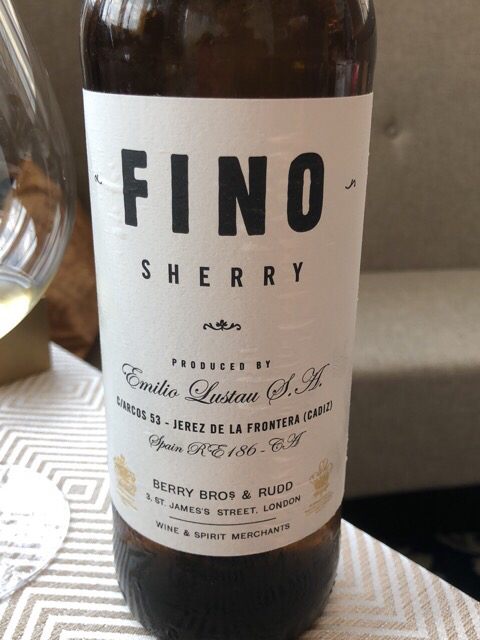 FINO
SHERRY
PRODUCED BY
Emilio Lustau S.A.
C/ARCOS 53 - JEREZ DE LA FRONTERA (CADIZ)
Spain RE186 - CA
BERRY BROS & RUDD
3, ST. JAMES'S STREET, LONDON
WINE & SPIRIT MERCHANTS